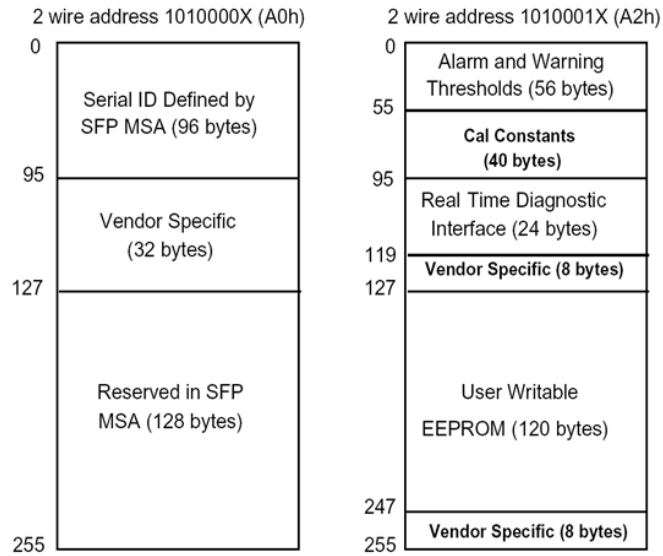 2 wire address 1010000X (A0h)
0
Serial ID Defined by
SFP MSA (96 bytes)
95
Vendor Specific
(32 bytes)
127
Reserved in SFP
MSA (128 bytes)
255
2 wire address 1010001X (A2h)
0
Alarm and Warning
Thresholds (56 bytes)
55
Cal Constants
(40 bytes)
95
Real Time Diagnostic
Interface (24 bytes)
119
Vendor Specific (8 bytes)
127
User Writable
EEPROM (120 bytes)
247
Vendor Specific (8 bytes)
255